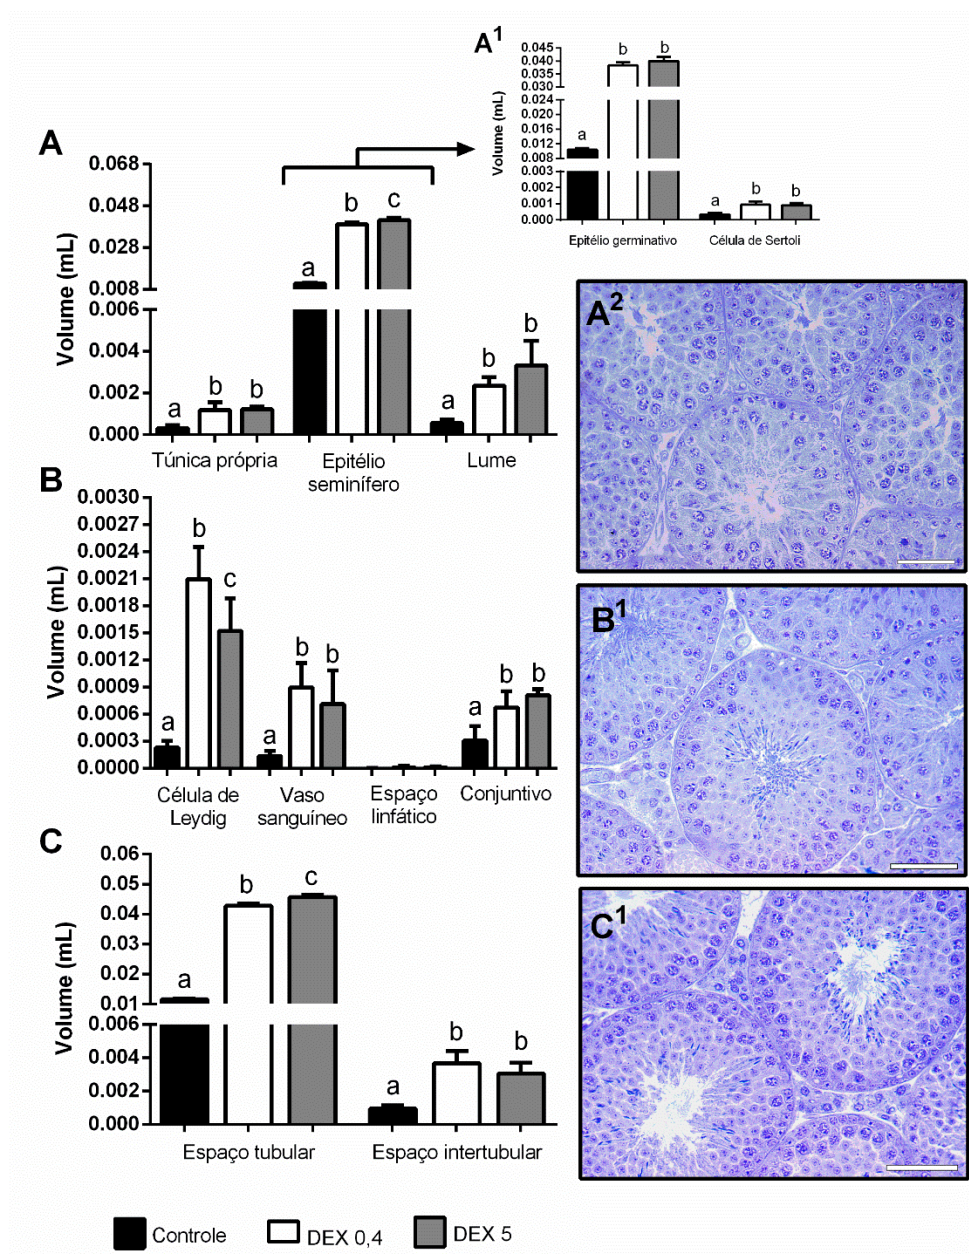 A¹
0.045
0.040
0.035
0.030
0.024
0.020
0.016
0.012
0.008
0.003
0.002
0.001
0.000
Volume (mL)
a
b
b
a
b
b
Epitélio germinativo
Célula de Sertoli
A
0.068
0.048
0.028
0.008
0.006
0.004
0.002
0.000
Volume (mL)
a
b
b
a
b
c
a
b
b
Túnica própria
Epitélio
seminífero
Lume
A²
B
0.0030
0.0027
0.0024
0.0021
0.0018
0.0015
0.0012
0.0009
0.0006
0.0003
0.0000
Volume (mL)
a
b
c
a
b
b
a
b
b
Célula de
Leydig
Vaso
sanguíneo
Espaço
linfático
Conjuntivo
B¹
C
0.06
0.05
0.04
0.03
0.02
0.01
0.006
0.004
0.002
0.000
Volume (mL)
a
b
c
a
b
b
Espaço tubular
Espaço intertubular
C¹
Controle
DEX 0,4
DEX 5